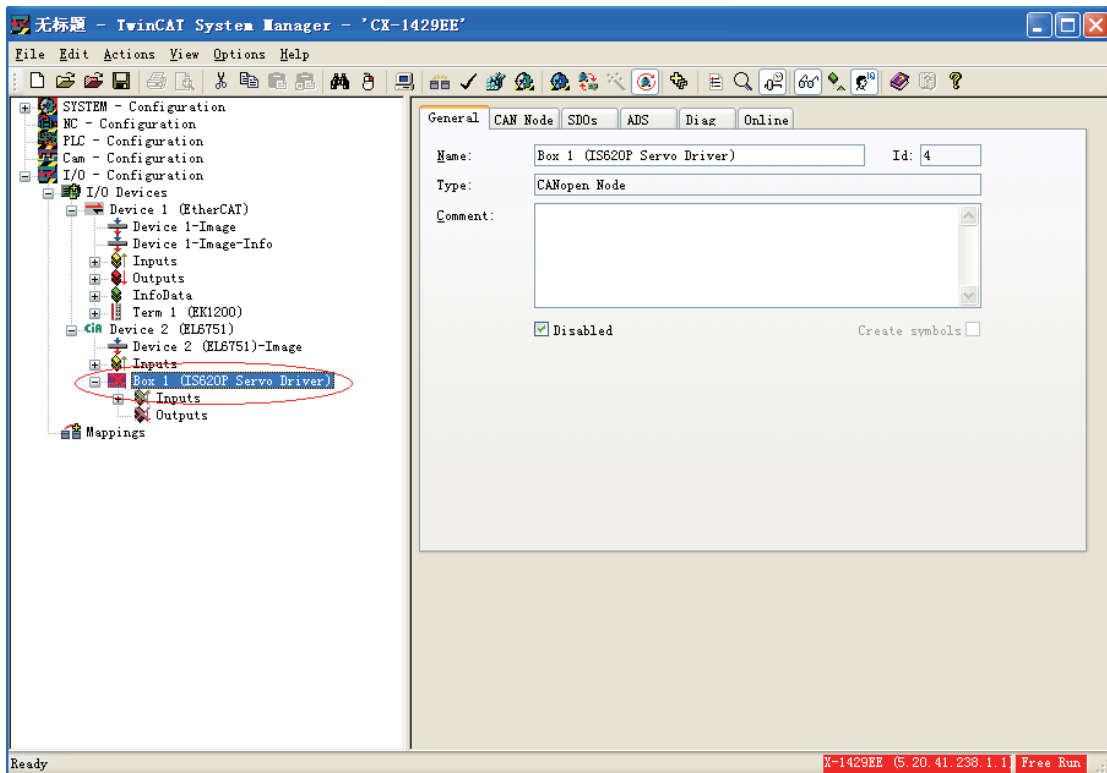 无标题 - TwinCAT System Manager - 'CX-1429EE'
File Edit Actions View Options Help
SYSTEM - Configuration
NC - Configuration
PLC - Configuration
Cam - Configuration
I/O - Configuration
I/O Devices
Device 1 (EtherCAT)
Device 1-Image
Device 1-Image-Info
Inputs
Outputs
InfoData
Term 1 (EK1200)
CiA Device 2 (EL6751)
Device 2 (EL6751)-Image
Inputs
Box 1 (IS620P Servo Driver)
Inputs
Outputs
Mappings
General CAN Node SDOs ADS Diag Online
Name: Box 1 (IS620P Servo Driver) Id: 4
Type: CANopen Node
Comment:
Disabled Create symbols
Ready X-1429EE (5.20.41.238.1.1 Free Run